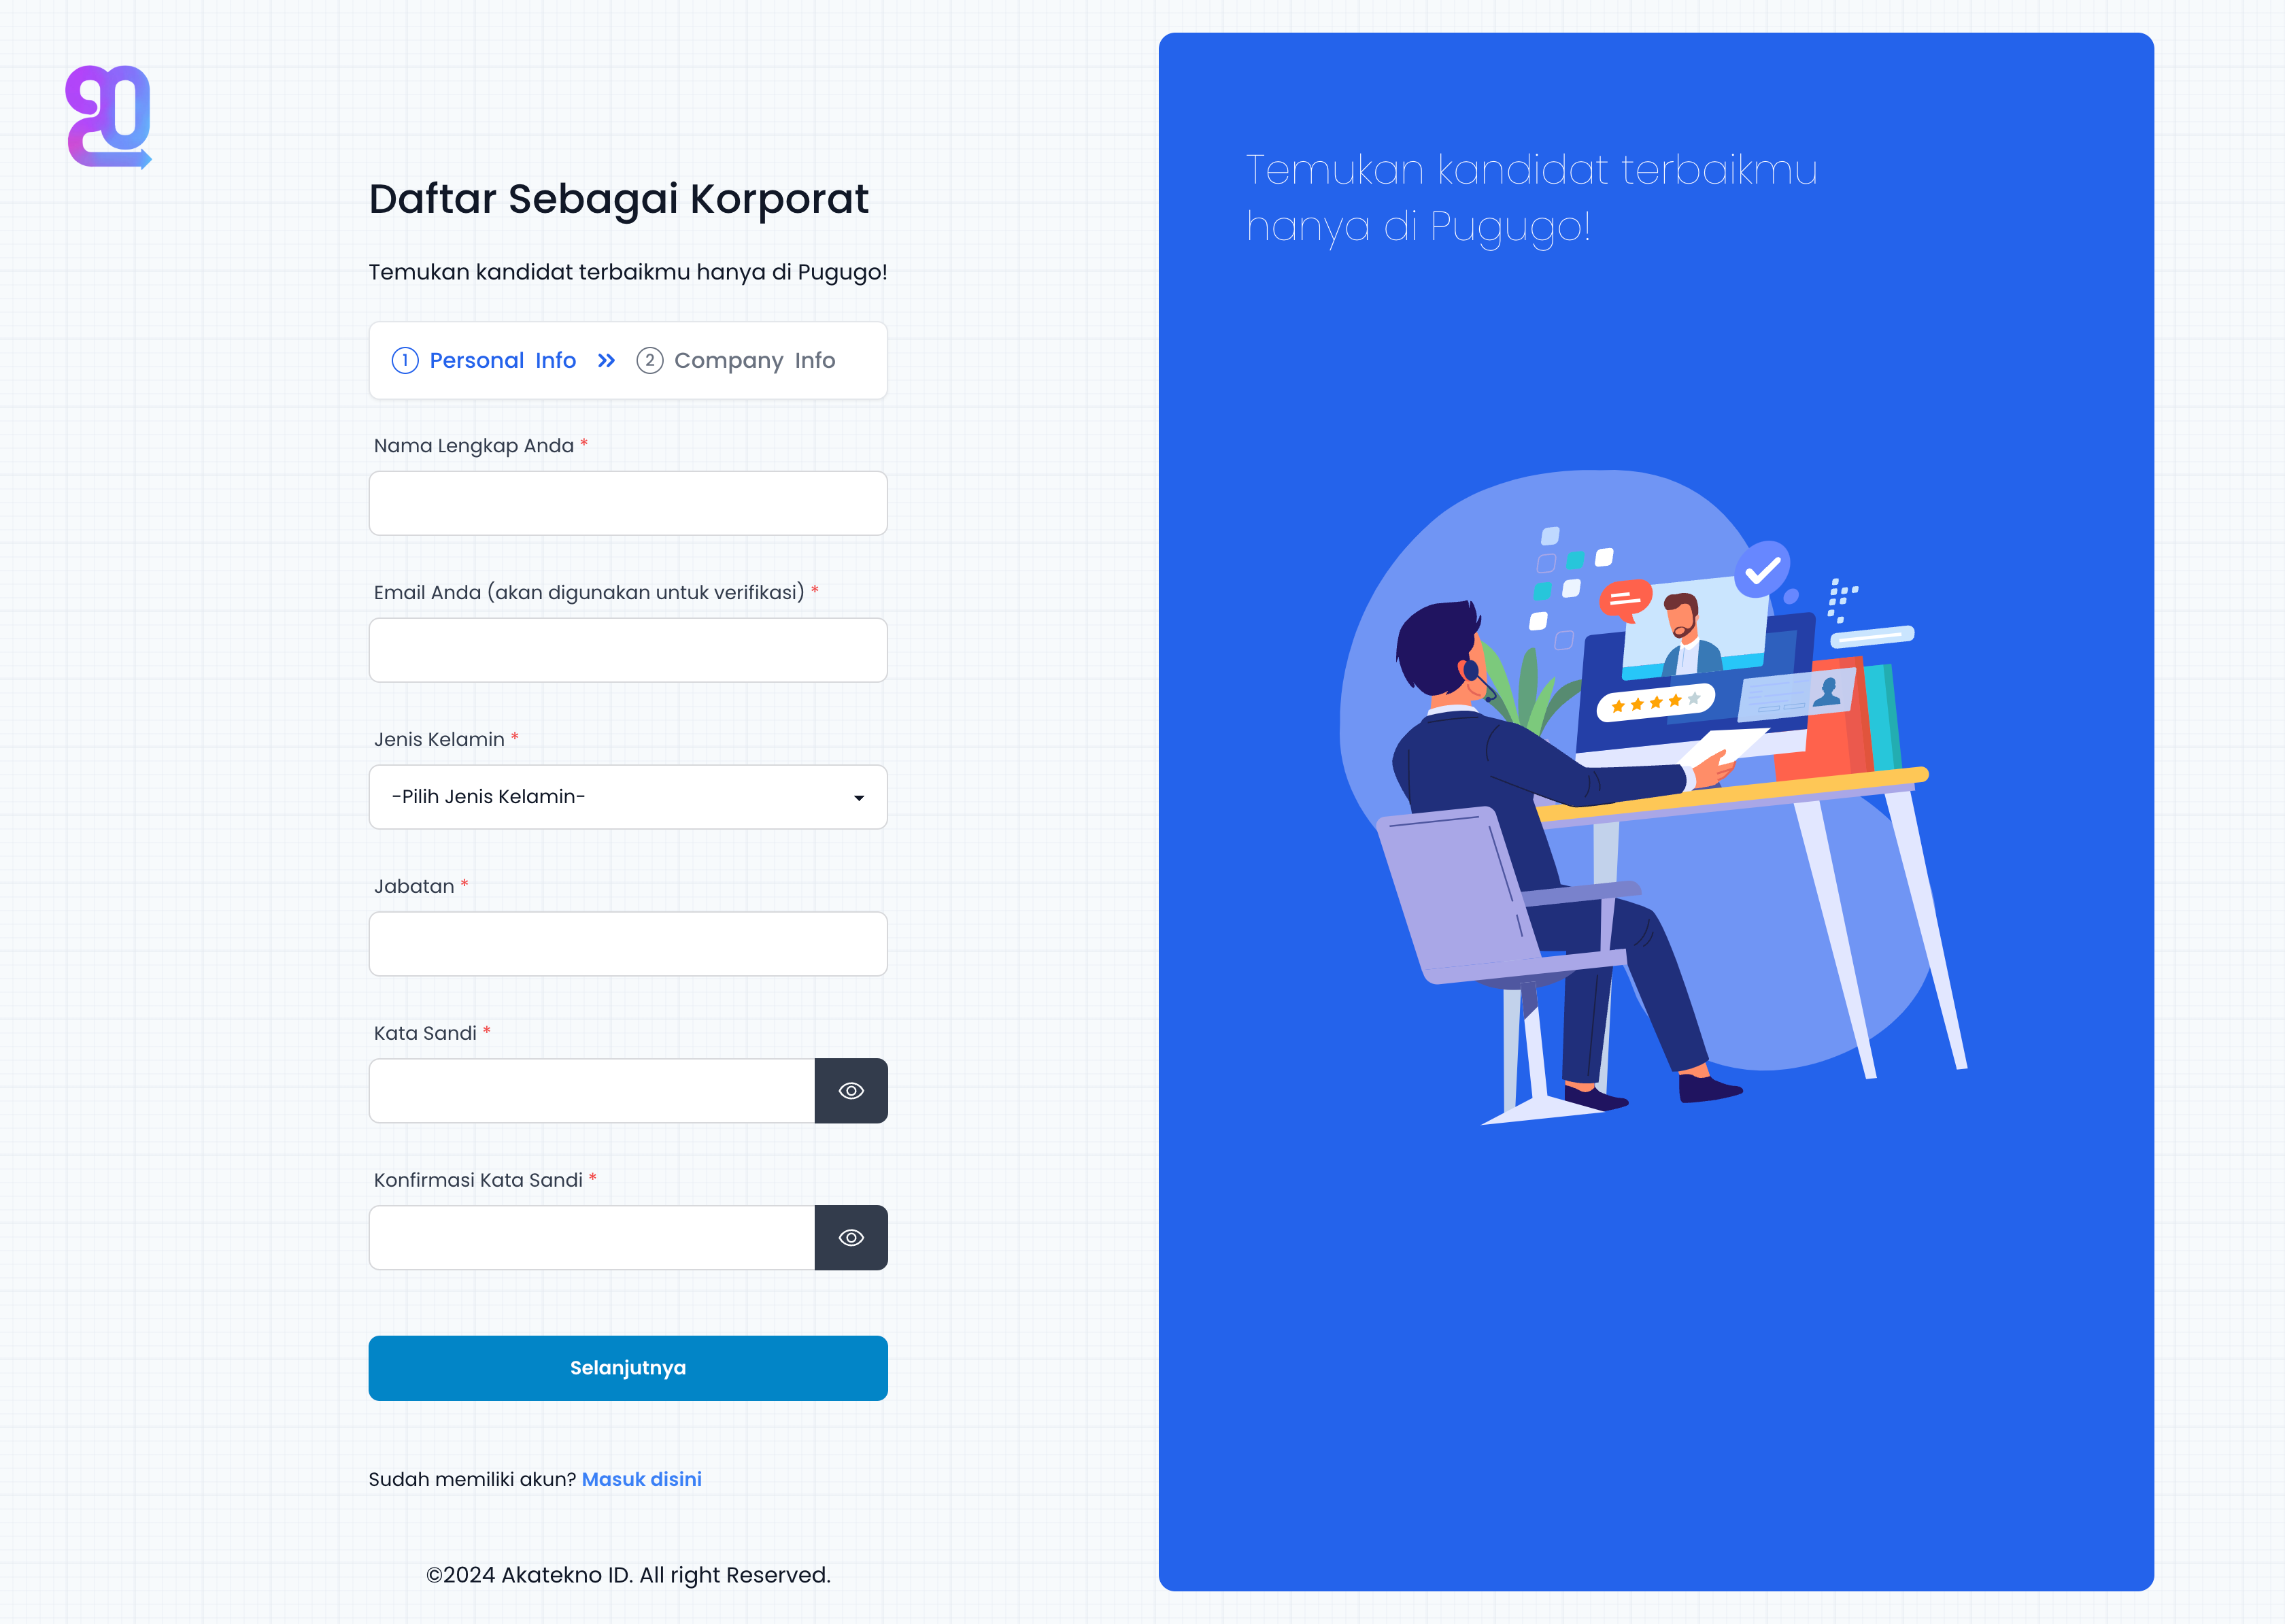 Daftar Sebagai Korporat
Temukan kandidat terbaikmu hanya di Pugugo!
1 Personal Info » 2 Company Info
Nama Lengkap Anda *
Email Anda (akan digunakan untuk verifikasi) *
Jenis Kelamin *
-Pilih Jenis Kelamin-
Jabatan *
Kata Sandi *
Konfirmasi Kata Sandi *
Selanjutnya
Sudah memiliki akun? Masuk disini
©2024 Akatekno ID. All right Reserved.
Temukan kandidat terbaikmu
hanya di Pugugo!